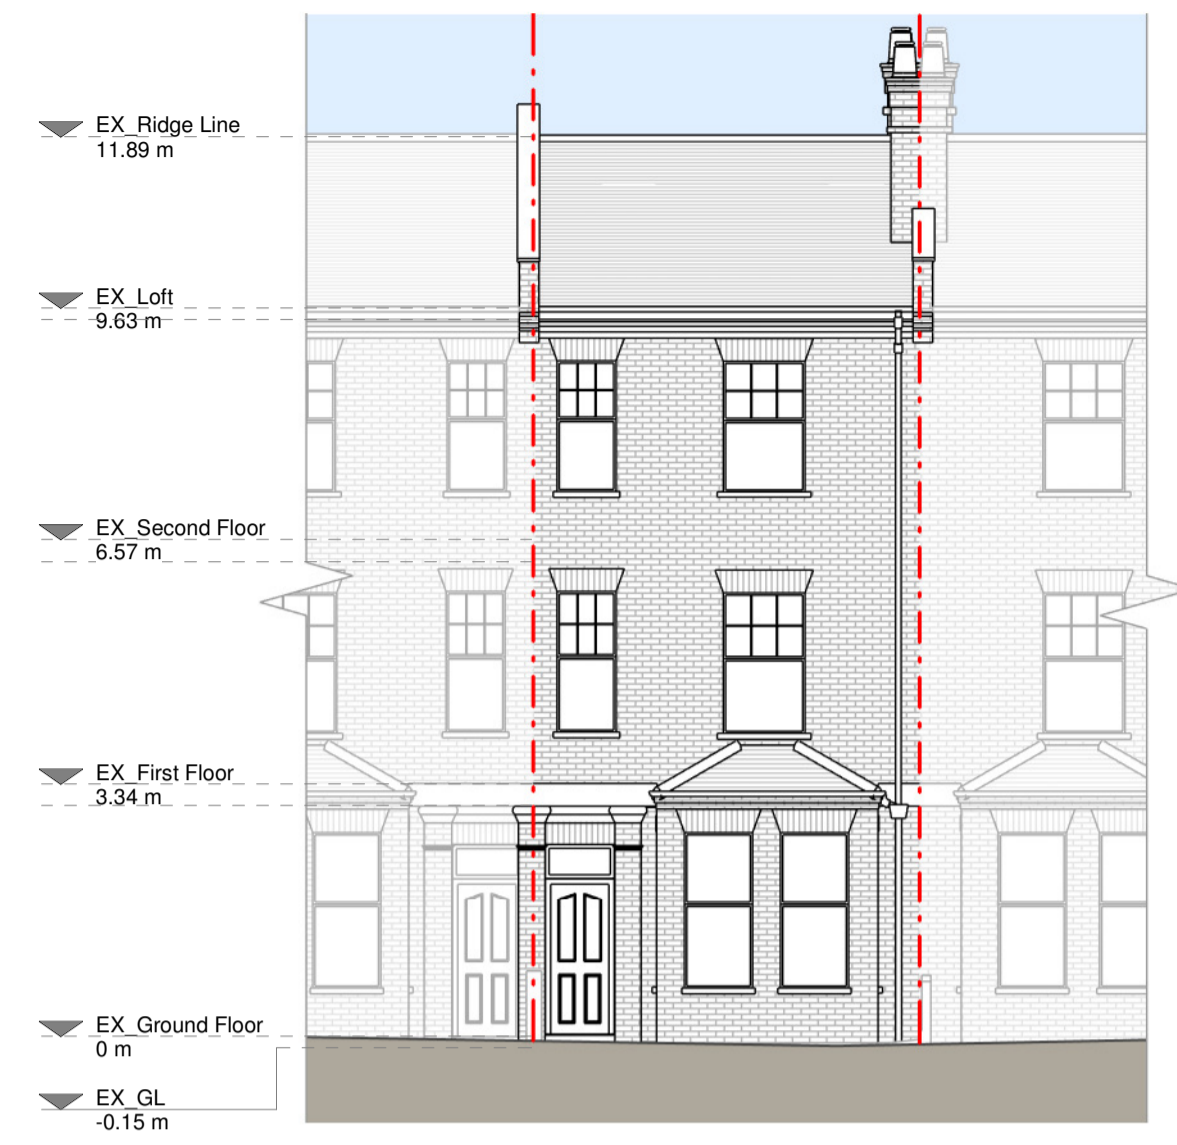 EX_Ridge Line
11.89 m
EX_Loft
9.63 m
EX_Second Floor
6.57 m
EX_First Floor
3.34 m
EX_Ground Floor
0 m
EX_GL
-0.15 m